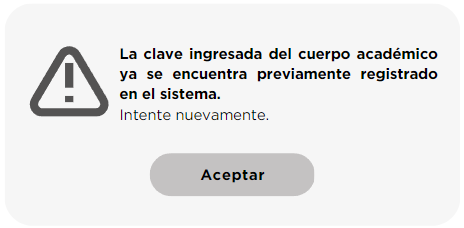 La clave ingresada del cuerpo académico
ya se encuentra previamente registrado
en el sistema.
Intente nuevamente.
Aceptar